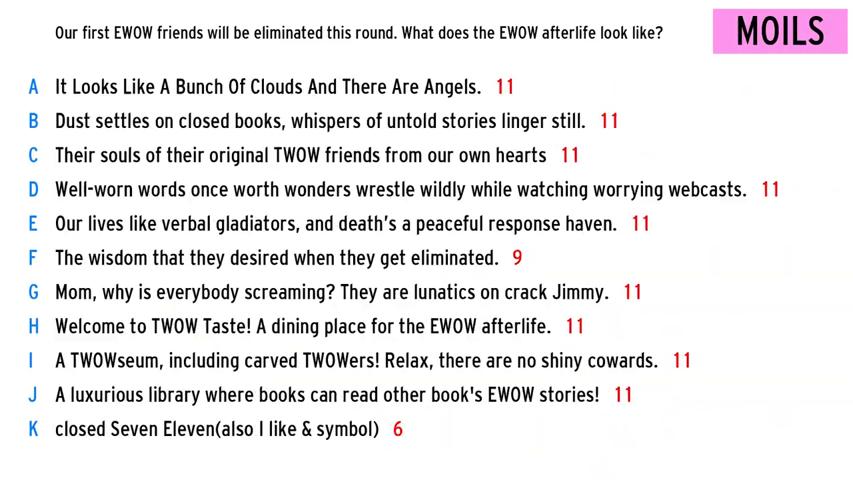 Our first EWOW friends will be eliminated this round. What does the EWOW afterlife look like?
MOILS
A It Looks Like A Bunch Of Clouds And There Are Angels. 11
B Dust settles on closed books, whispers of untold stories linger still. 11
C Their souls of their original TWOW friends from our own hearts 11
D Well-worn words once worth wonders wrestle wildly while watching worrying webcasts. 11
E Our lives like verbal gladiators, and death's a peaceful response haven. 11
F The wisdom that they desired when they get eliminated. 9
G Mom, why is everybody screaming? They are lunatics on crack Jimmy. 11
H Welcome to TWOW Taste! A dining place for the EWOW afterlife. 11
I A TWOWseum, including carved TWOWers! Relax, there are no shiny cowards. 11
J A luxurious library where books can read other book's EWOW stories! 11
K closed Seven Eleven(also I like & symbol) 6